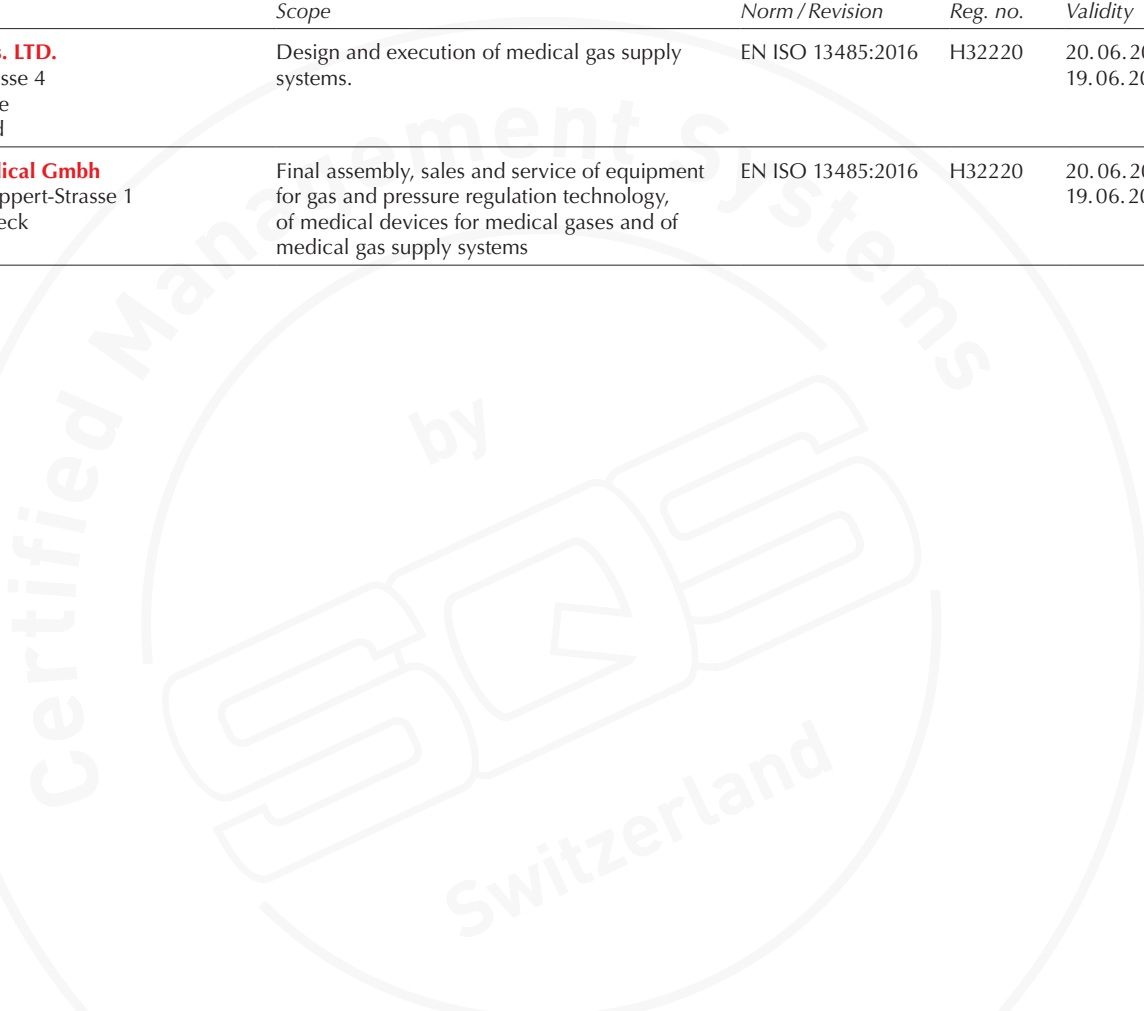 Scope Norm / Revision Reg. no. Validity
s. LTD. Design and execution of medical gas supply EN ISO 13485:2016 H32220 20.06.20
sse 4 systems. 19.06.20
e
d
lical Gmbh Final assembly, sales and service of equipment EN ISO 13485:2016 H32220 20.06.20
ppert-Strasse 1 for gas and pressure regulation technology, 19.06.20
eck of medical devices for medical gases and of
medical gas supply systems
Certified Management Systems
by
SQS
Switzerland